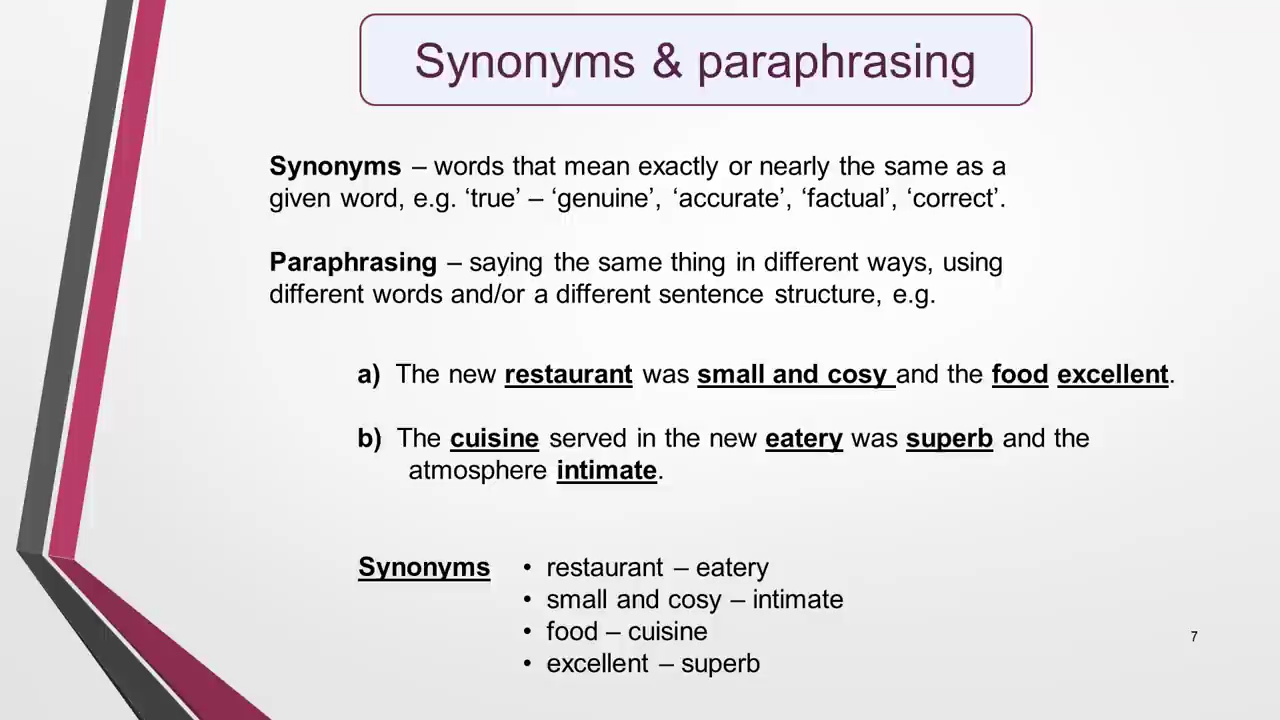 Synonyms & paraphrasing
Synonyms – words that mean exactly or nearly the same as a
given word, e.g. ‘true’ – ‘genuine’, ‘accurate’, ‘factual’, ‘correct’.
Paraphrasing – saying the same thing in different ways, using
different words and/or a different sentence structure, e.g.
a) The new restaurant was small and cosy and the food excellent.
b) The cuisine served in the new eatery was superb and the
atmosphere intimate.
Synonyms • restaurant – eatery
• small and cosy – intimate
• food – cuisine
7
• excellent – superb